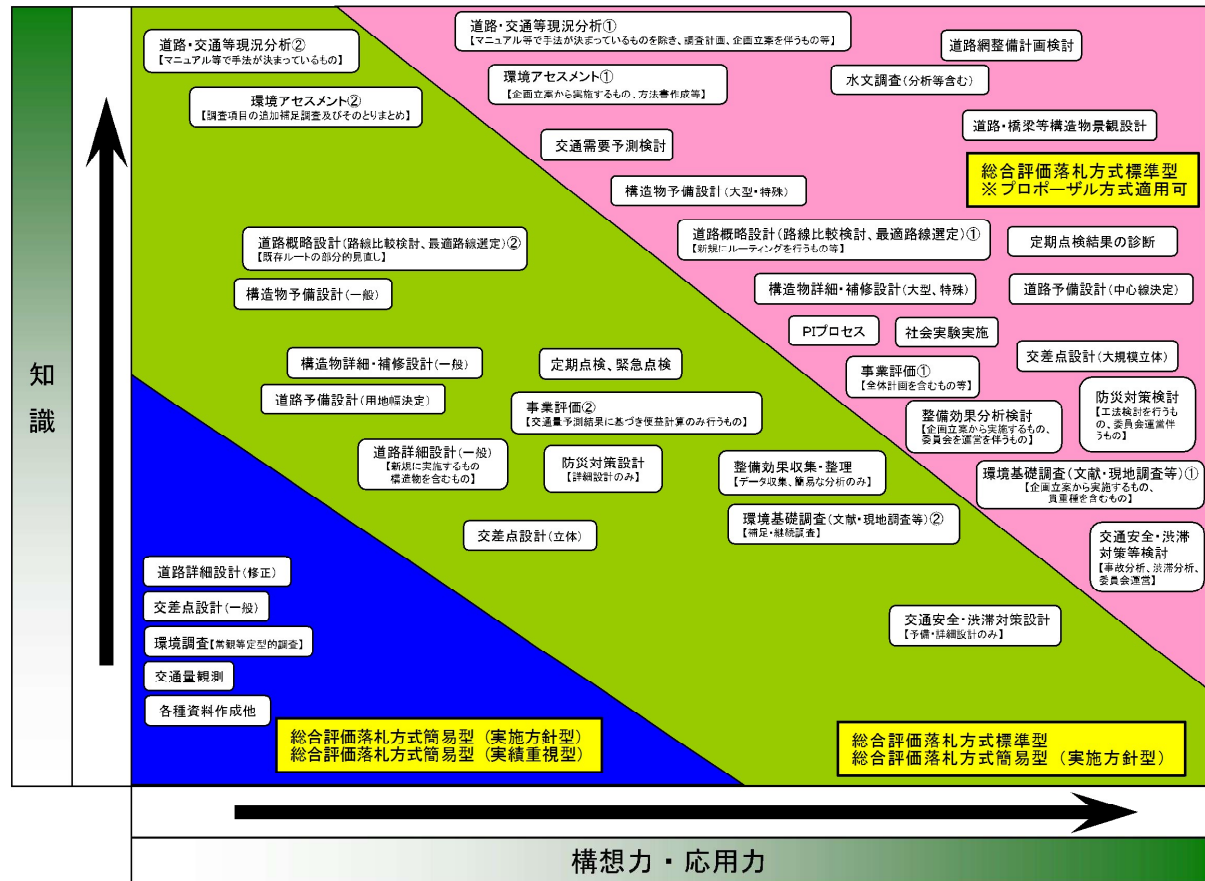 道路・交通等現況分析②
【マニュアル等で手法が決まっているもの】
環境アセスメント②
【調査項目の追加補足調査及びそのとりまとめ】
道路・交通等現況分析①
【マニュアル等で手法が決まっているものを除き、調査計画、企画立案を伴うもの等】
環境アセスメント①
【企画立案から実施するもの、方法書作成等】
道路網整備計画検討
水文調査(分析等含む)
道路・橋梁等構造物景観設計
交通需要予測検討
総合評価落札方式標準型
※プロポーザル方式適用可
構造物予備設計(大型・特殊)
道路概略設計(路線比較検討、最適路線選定)②
【既存ルートの部分的見直し】
道路概略設計(路線比較検討、最適路線選定)①
【新規にルーティングを行うもの等】
定期点検結果の診断
構造物予備設計(一般)
構造物詳細・補修設計(大型、特殊)
道路予備設計(中心線決定)
PIプロセス
社会実験実施
構造物詳細・補修設計(一般)
定期点検、緊急点検
交差点設計(大規模立体)
事業評価①
【全体計画を含むもの等】
道路予備設計(用地幅決定)
事業評価②
【交通量予測結果に基づき便益計算のみ行うもの】
整備効果分析検討
【企画立案から実施するもの、
委員会を運営を伴うもの】
防災対策検討
【工法検討を行うも
の、委員会運営伴
うもの】
道路詳細設計(一般)
【新規に実施するもの
構造物を含むもの】
防災対策設計
【詳細設計のみ】
整備効果収集・整理
【データ収集、簡易な分析のみ】
環境基礎調査(文献・現地調査等)①
【企画立案から実施するもの、
貴重種を含むもの】
環境基礎調査(文献・現地調査等)②
【補足・継続調査】
交差点設計(立体)
交通安全・渋滞
対策等検討
【事故分析、渋滞分析、
委員会運営】
道路詳細設計(修正)
交差点設計(一般)
環境調査【常観等定型的調査】
交通量観測
各種資料作成他
交通安全・渋滞対策設計
【予備・詳細設計のみ】
総合評価落札方式簡易型(実施方針型)
総合評価落札方式簡易型(実績重視型)
総合評価落札方式標準型
総合評価落札方式簡易型(実施方針型)
知識
構想力・応用力